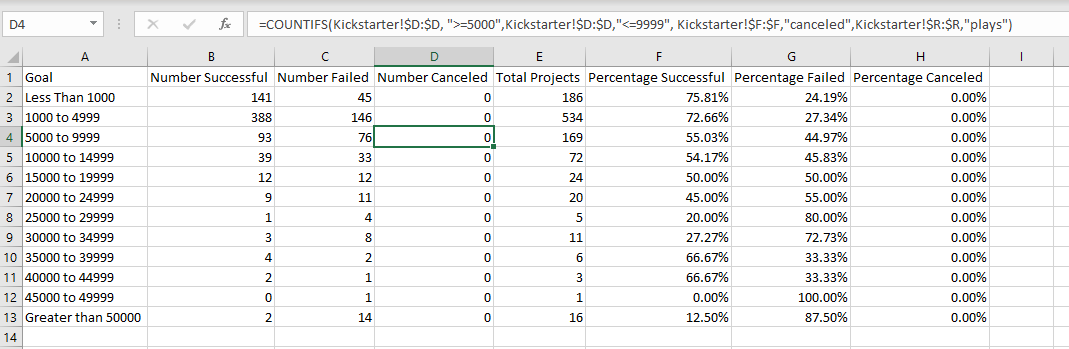 D4 fx =COUNTIFS(Kickstarter!$D:$D, ">=5000",Kickstarter!$D:$D,"<=9999", Kickstarter!$F:$F,"canceled",Kickstarter!$R:$R,"plays")
A B C D E F G H I
1 Goal Number Successful Number Failed Number Canceled Total Projects Percentage Successful Percentage Failed Percentage Canceled
2 Less Than 1000 141 45 0 186 75.81% 24.19% 0.00%
3 1000 to 4999 388 146 0 534 72.66% 27.34% 0.00%
4 5000 to 9999 93 76 0 169 55.03% 44.97% 0.00%
5 10000 to 14999 39 33 0 72 54.17% 45.83% 0.00%
6 15000 to 19999 12 12 0 24 50.00% 50.00% 0.00%
7 20000 to 24999 9 11 0 20 45.00% 55.00% 0.00%
8 25000 to 29999 1 4 0 5 20.00% 80.00% 0.00%
9 30000 to 34999 3 8 0 11 27.27% 72.73% 0.00%
10 35000 to 39999 4 2 0 6 66.67% 33.33% 0.00%
11 40000 to 44999 2 1 0 3 66.67% 33.33% 0.00%
12 45000 to 49999 0 1 0 1 0.00% 100.00% 0.00%
13 Greater than 50000 2 14 0 16 12.50% 87.50% 0.00%
14